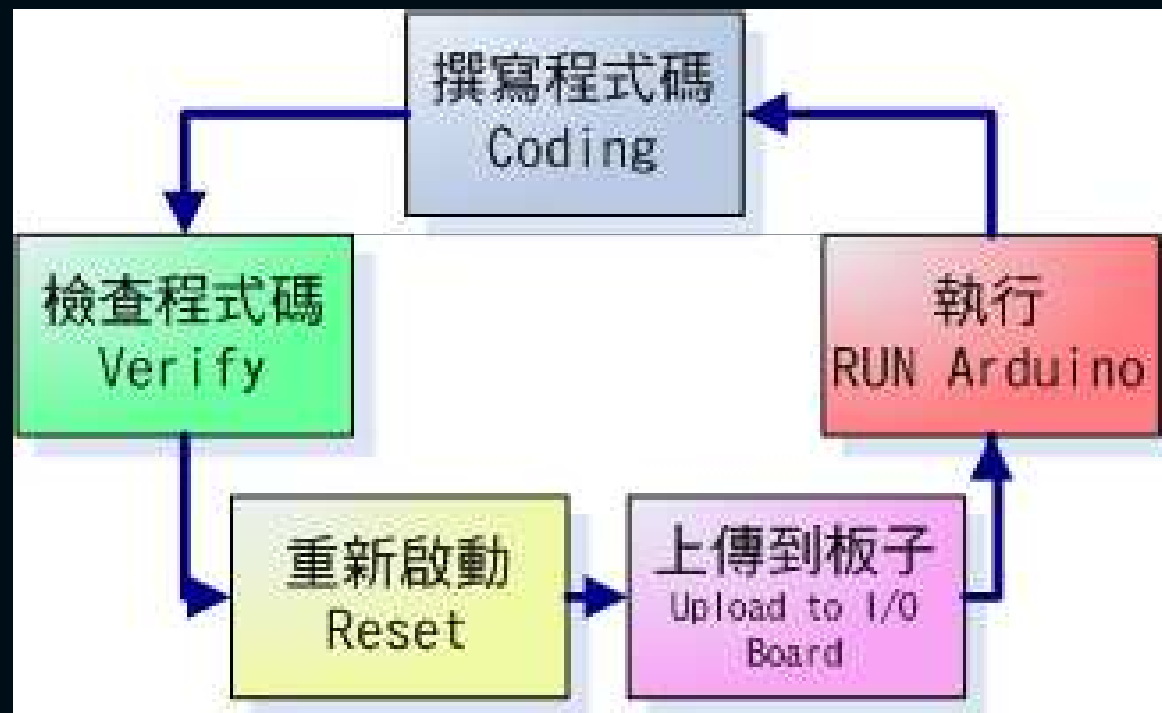 撰寫程式碼
Coding
檢查程式碼
Verify
重新啟動
Reset
上傳到板子
Upload to I/O
Board
執行
RUN Arduino